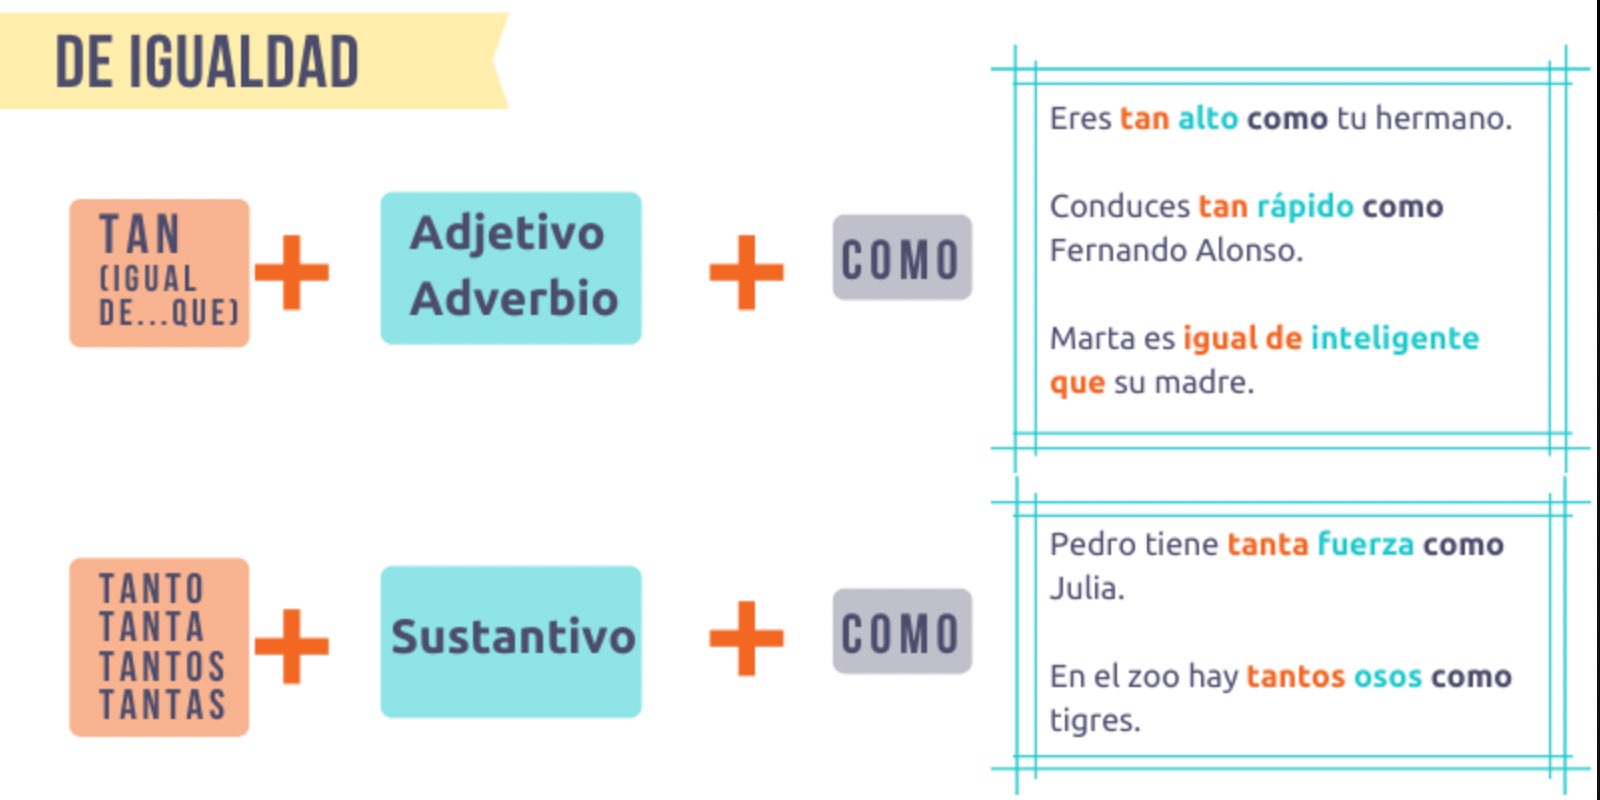 DE IGUALDAD
TAN
(IGUAL
DE...QUE)
Adjetivo
Adverbio
COMO
Eres tan alto como tu hermano.
Conduces tan rápido como
Fernando Alonso.
Marta es igual de inteligente
que su madre.
TANTO
TANTA
TANTOS
TANTAS
Sustantivo
COMO
Pedro tiene tanta fuerza como
Julia.
En el zoo hay tantos osos como
tigres.